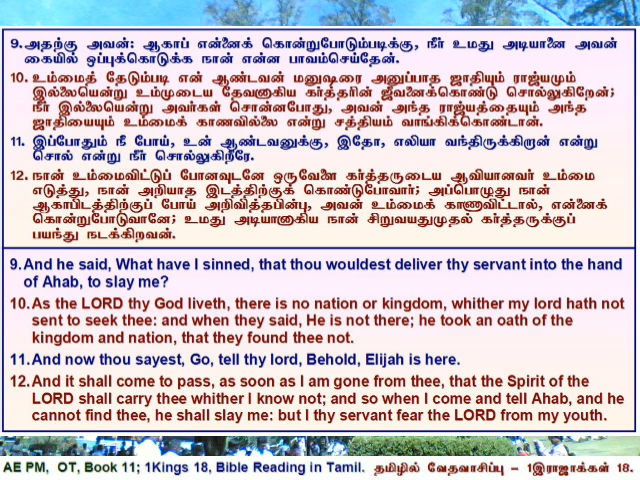 9. அதற்கு அவன்: ஆகாப் என்னைக் கொன்றுபோடும்படிக்கு, நீர் உமது அடியானை அவன்
கையில் ஒப்புக்கொடுக்க நான் என்ன பாவம்செய்தேன்.
10. உம்மைத் தேடும்படி என் ஆண்டவன் மனுஷரை அனுப்பாத ஜாதியும் ராஜ்யமும்
இல்லையென்று உம்முடைய தேவனாகிய கர்த்தரின் ஜீவனைக்கொண்டு சொல்லுகிறேன்;
நீர் இல்லையென்று அவர்கள் சொன்னபோது, அவன் அந்த ராஜ்யத்தையும் அந்த
ஜாதியையும் உம்மைக் காணவில்லை என்று சத்தியம் வாங்கிக்கொண்டான்.
11. இப்போதும் நீ போய், உன் ஆண்டவனுக்கு, இதோ, எலியா வந்திருக்கிறான் என்று
சொல் என்று நீர் சொல்லுகிறீரே.
12. நான் உம்மைவிட்டுப் போனவுடனே ஒருவேளை கர்த்தருடைய ஆவியானவர் உம்மை
எடுத்து, நான் அறியாத இடத்திற்குக் கொண்டுபோவார்; அப்பொழுது நான்
ஆகாபிடத்திற்குப் போய் அறிவித்தபின்பு, அவன் உம்மைக் காணாவிட்டால், என்னைக்
கொன்றுபோடுவானே; உமது அடியானாகிய நான் சிறுவயதுமுதல் கர்த்தருக்குப்
பயந்து நடக்கிறவன்.
9. And he said, What have I sinned, that thou wouldest deliver thy servant into the hand
of Ahab, to slay me?
10. As the LORD thy God liveth, there is no nation or kingdom, whither my lord hath not
sent to seek thee: and when they said, He is not there; he took an oath of the
kingdom and nation, that they found thee not.
11. And now thou sayest, Go, tell thy lord, Behold, Elijah is here.
12. And it shall come to pass, as soon as I am gone from thee, that the Spirit of the
LORD shall carry thee whither I know not; and so when I come and tell Ahab, and he
cannot find thee, he shall slay me: but I thy servant fear the LORD from my youth.
AE PM, OT, Book 11; 1Kings 18, Bible Reading in Tamil. தமிழில் வேதவாசிப்பு – 1இராஜாக்கள் 18.